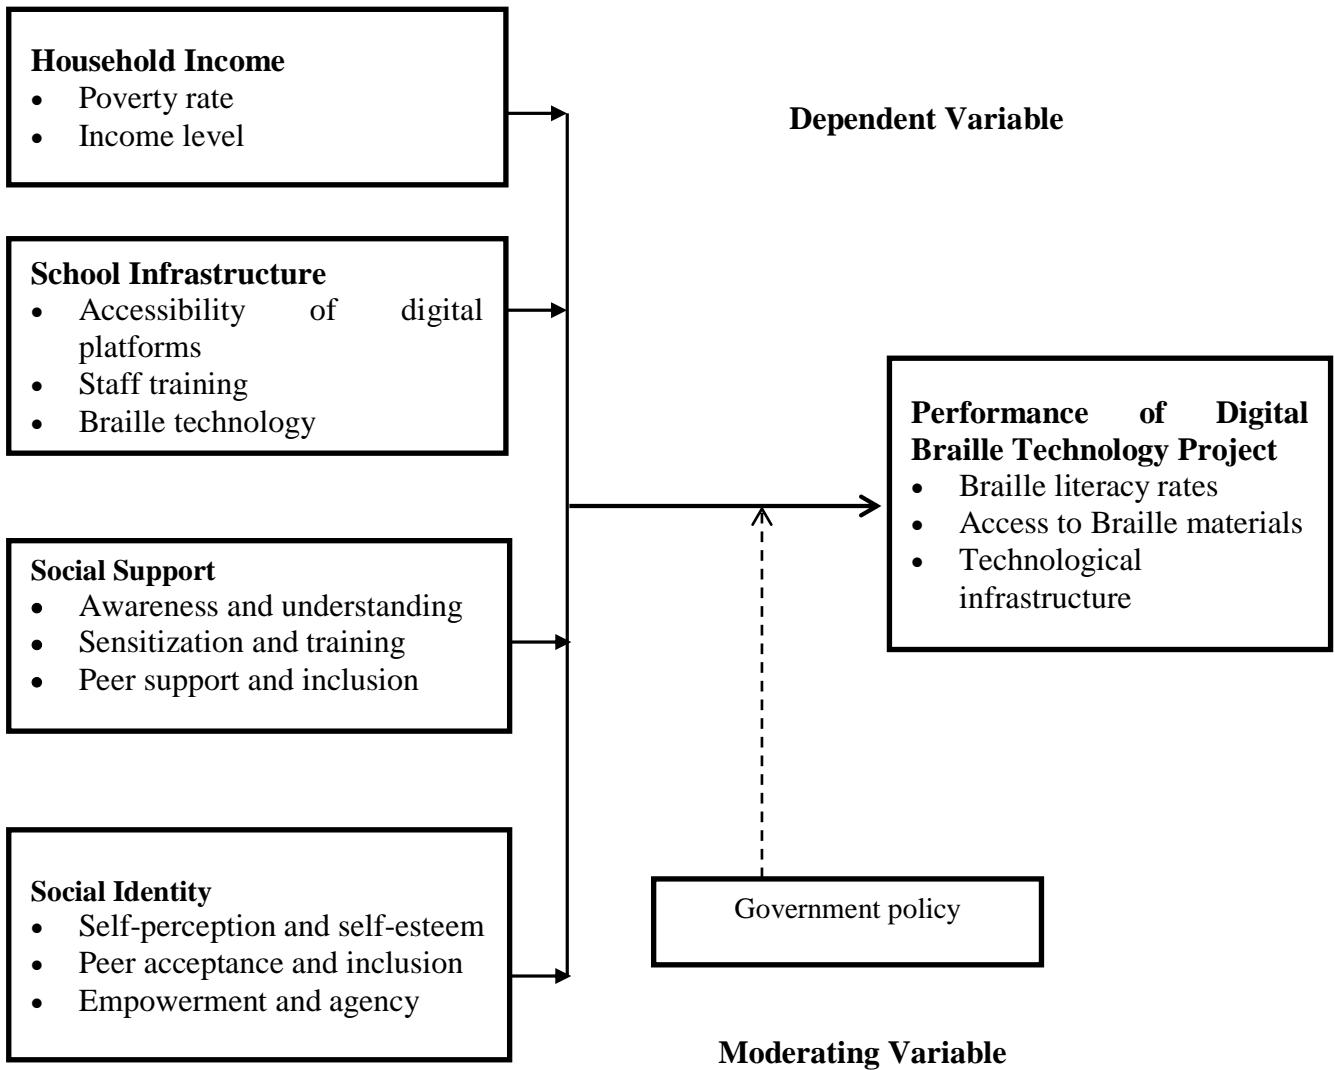 Household Income
• Poverty rate
• Income level
Dependent Variable
School Infrastructure
• Accessibility of digital
platforms
• Staff training
• Braille technology
Performance of Digital
Braille Technology Project
• Braille literacy rates
• Access to Braille materials
• Technological
infrastructure
Social Support
• Awareness and understanding
• Sensitization and training
• Peer support and inclusion
Social Identity
• Self-perception and self-esteem
• Peer acceptance and inclusion
• Empowerment and agency
Government policy
Moderating Variable